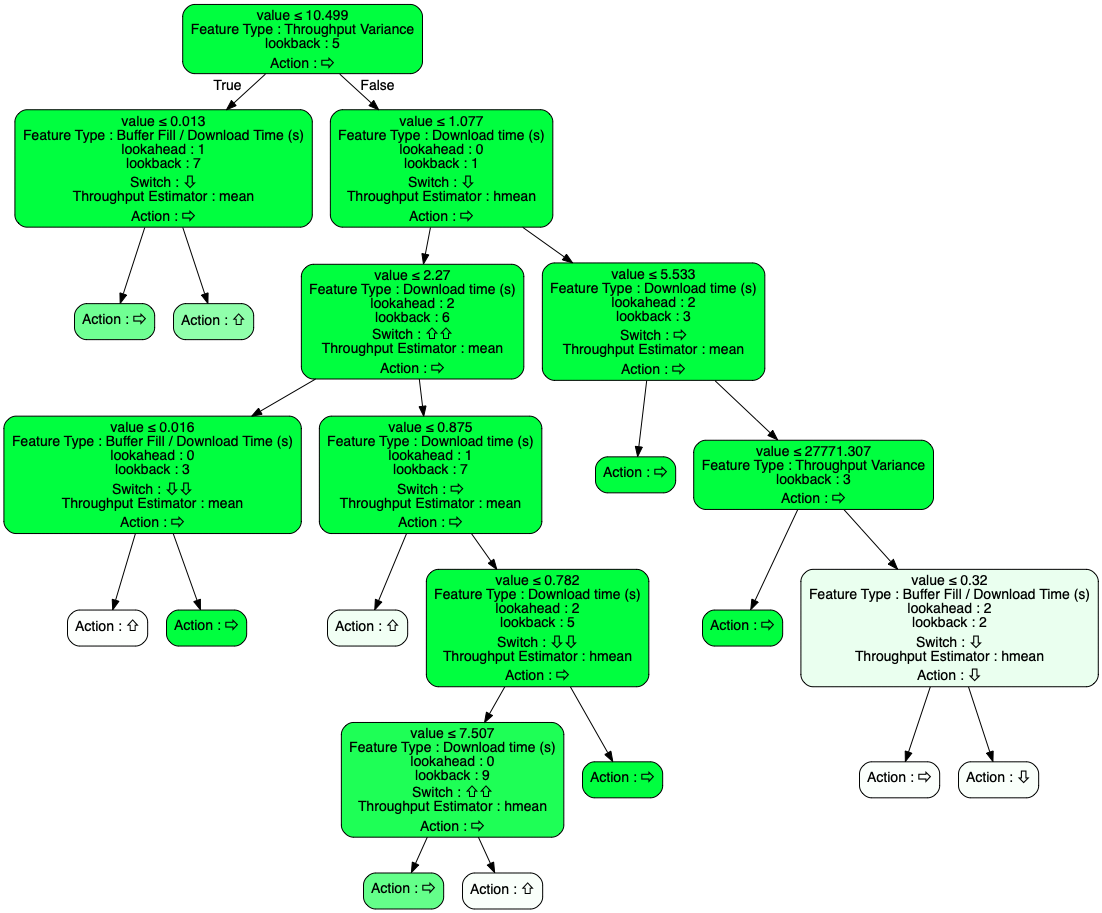 value ≤ 10.499
Feature Type : Throughput Variance
lookback : 5
Action : ⇨
True
False
value ≤ 0.013
Feature Type : Buffer Fill / Download Time (s)
lookahead : 1
lookback : 7
Switch : ⇩
Throughput Estimator : mean
Action : ⇨
value ≤ 1.077
Feature Type : Download time (s)
lookahead : 0
lookback : 1
Switch : ⇩
Throughput Estimator : hmean
Action : ⇨
value ≤ 2.27
Feature Type : Download time (s)
lookahead : 2
lookback : 6
Switch : ⇧⇧
Throughput Estimator : mean
Action : ⇨
value ≤ 5.533
Feature Type : Download time (s)
lookahead : 2
lookback : 3
Switch : ⇨
Throughput Estimator : mean
Action : ⇨
Action : ⇨
Action : ⇧
value ≤ 0.016
Feature Type : Buffer Fill / Download Time (s)
lookahead : 0
lookback : 3
Switch : ⇩⇩
Throughput Estimator : mean
Action : ⇨
value ≤ 0.875
Feature Type : Download time (s)
lookahead : 1
lookback : 7
Switch : ⇨
Throughput Estimator : mean
Action : ⇨
Action : ⇨
value ≤ 27771.307
Feature Type : Throughput Variance
lookback : 3
Action : ⇨
Action : ⇧
Action : ⇨
Action : ⇧
value ≤ 0.782
Feature Type : Download time (s)
lookahead : 2
lookback : 5
Switch : ⇩⇩
Throughput Estimator : hmean
Action : ⇨
Action : ⇨
value ≤ 0.32
Feature Type : Buffer Fill / Download Time (s)
lookahead : 2
lookback : 2
Switch : ⇩
Throughput Estimator : hmean
Action : ⇩
value ≤ 7.507
Feature Type : Download time (s)
lookahead : 0
lookback : 9
Switch : ⇧⇧
Throughput Estimator : hmean
Action : ⇨
Action : ⇨
Action : ⇨
Action : ⇩
Action : ⇨
Action : ⇧